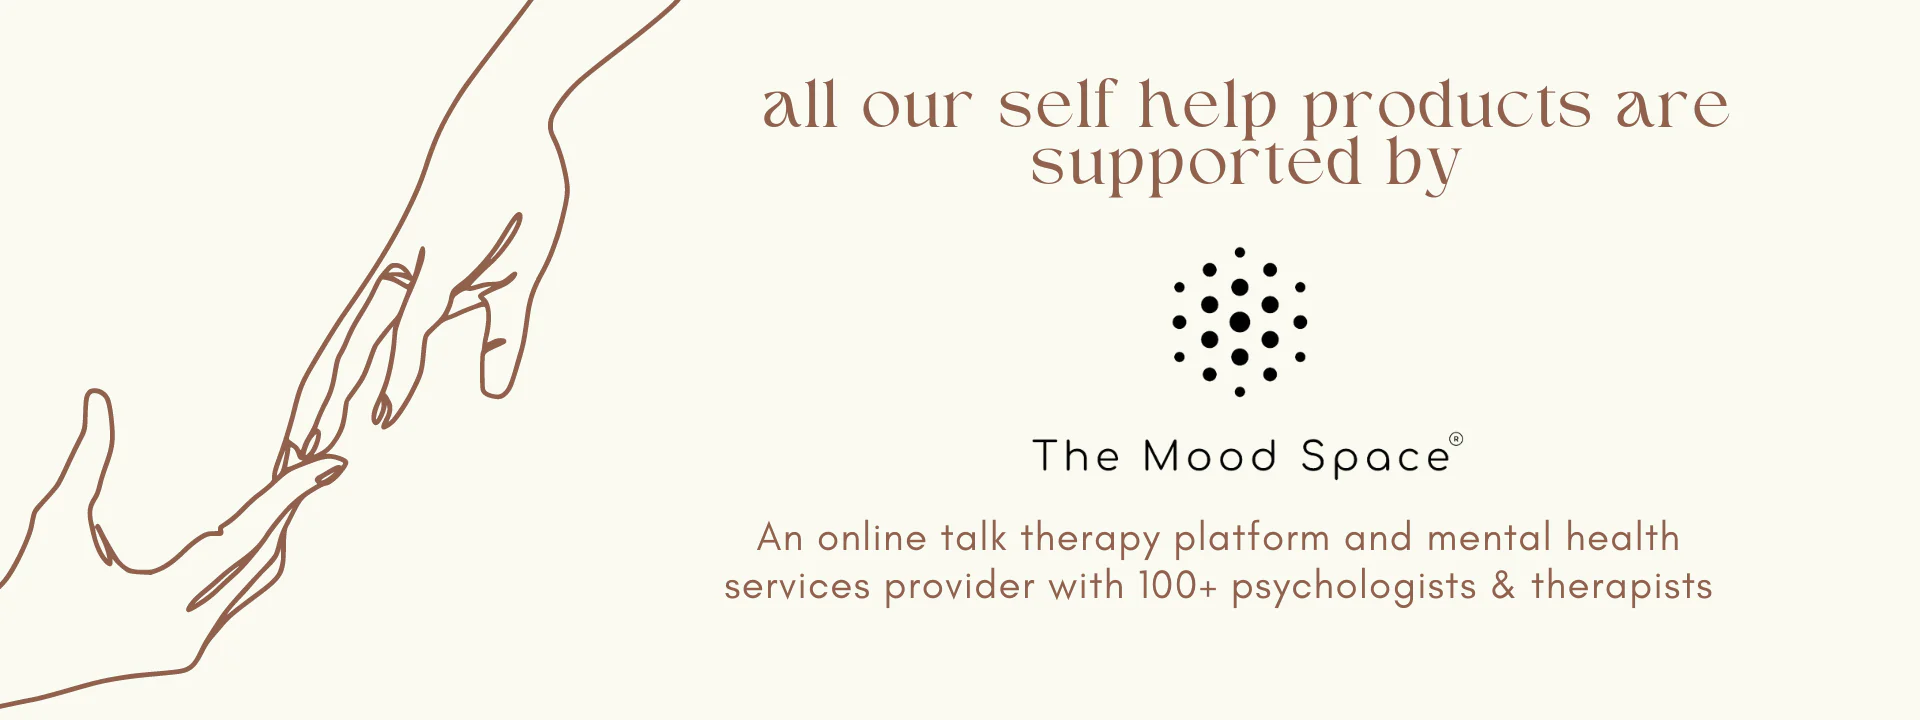 all our self help products are
supported by
The Mood Space®
An online talk therapy platform and mental health
services provider with 100+ psychologists & therapists